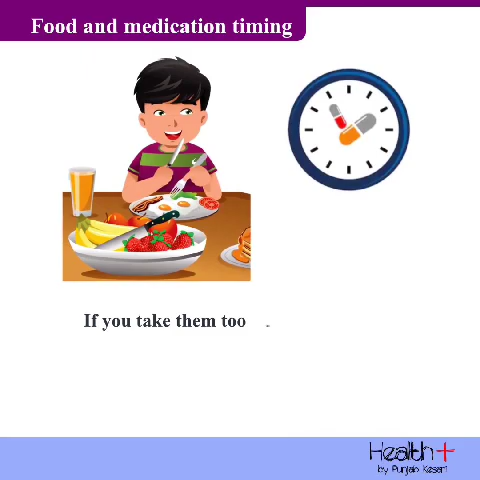 Food and medication timing
If you take them too
Health+
by Punjab Kesari